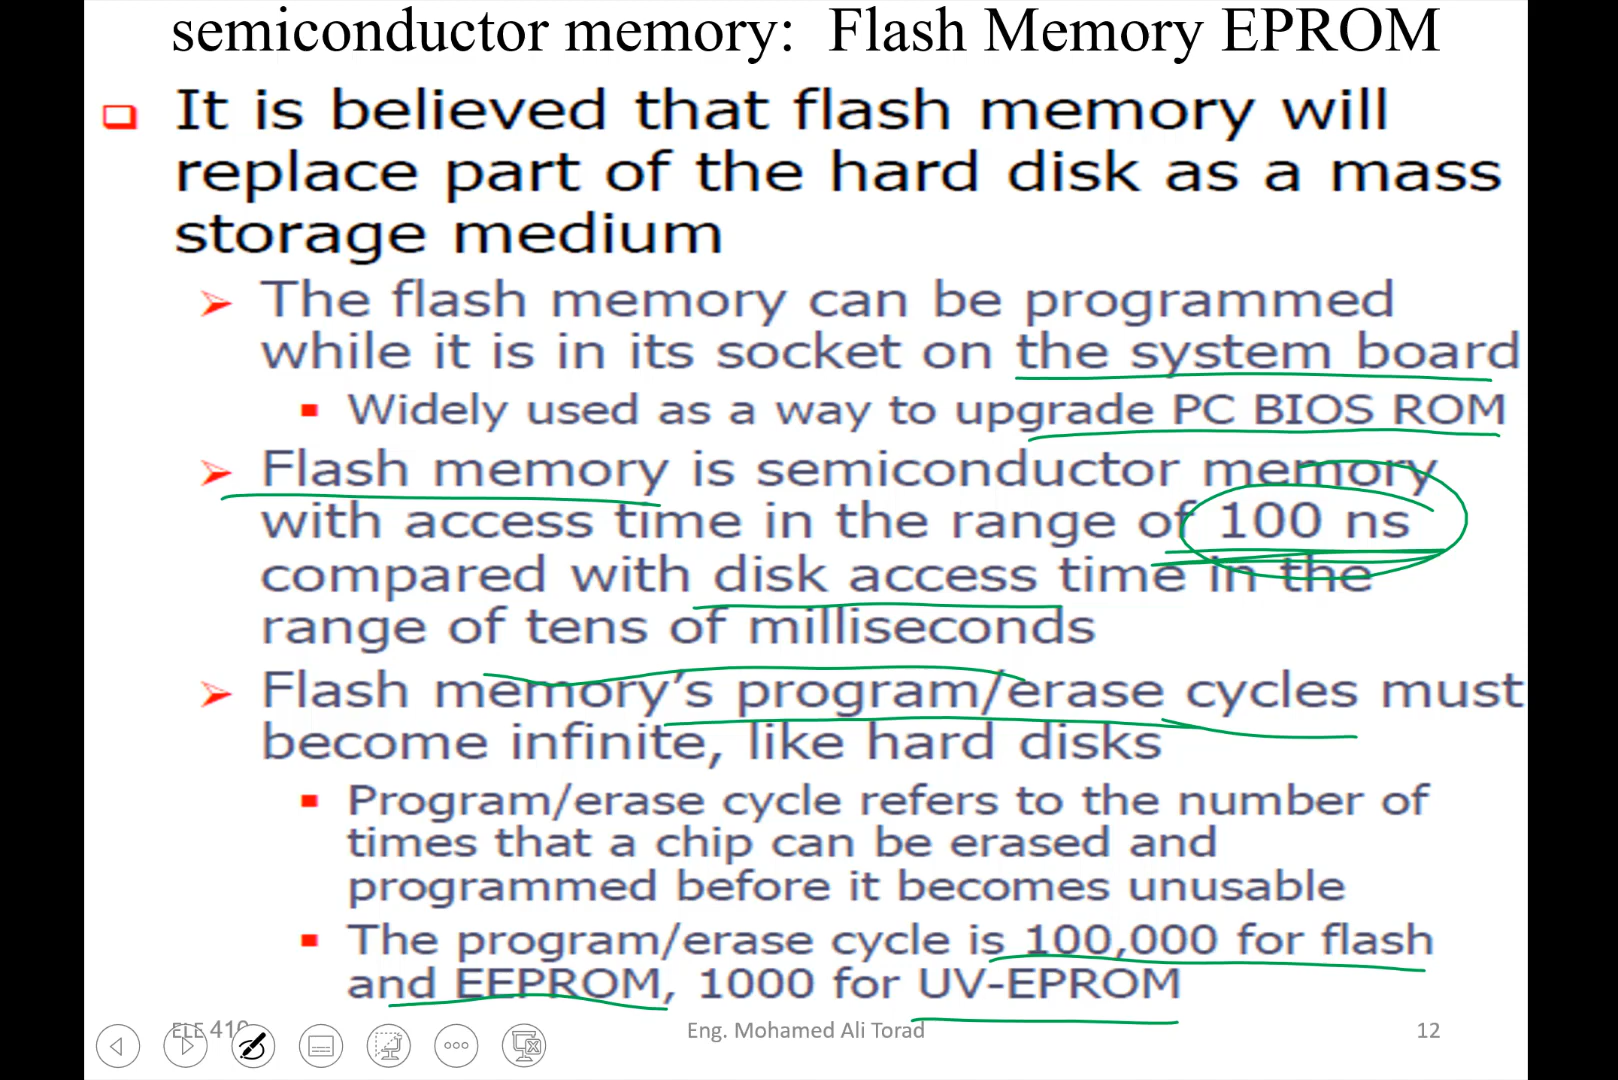 semiconductor memory: Flash Memory EPROM
It is believed that flash memory will
replace part of the hard disk as a mass
storage medium
The flash memory can be programmed
while it is in its socket on the system board
Widely used as a way to upgrade PC BIOS ROM
Flash memory is semiconductor memory
with access time in the range of 100 ns
compared with disk access time in the
range of tens of milliseconds
Flash memory's program/erase cycles must
become infinite, like hard disks
Program/erase cycle refers to the number of
times that a chip can be erased and
programmed before it becomes unusable
The program/erase cycle is 100,000 for flash
and EEPROM, 1000 for UV-EPROM
ELE 419 Eng. Mohamed Ali Torad 12